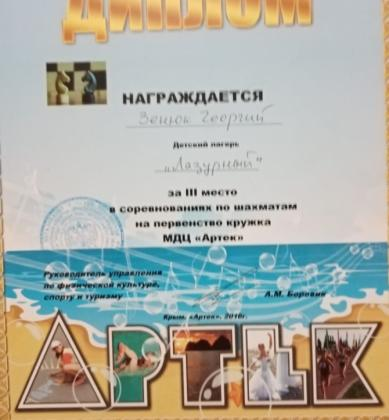 ДИПЛОМ
НАГРАЖДАЕТСЯ
Зенюк Георгий
Детский лагерь
„Лазурный"
за III место
в соревнованиях по шахматам
на первенство кружка
МДЦ «Артек»
Руководитель управления
по физической культуре,
спорту и туризму
А.М. Боровик
Крым, «Артек», 2016г.
АРТЕК